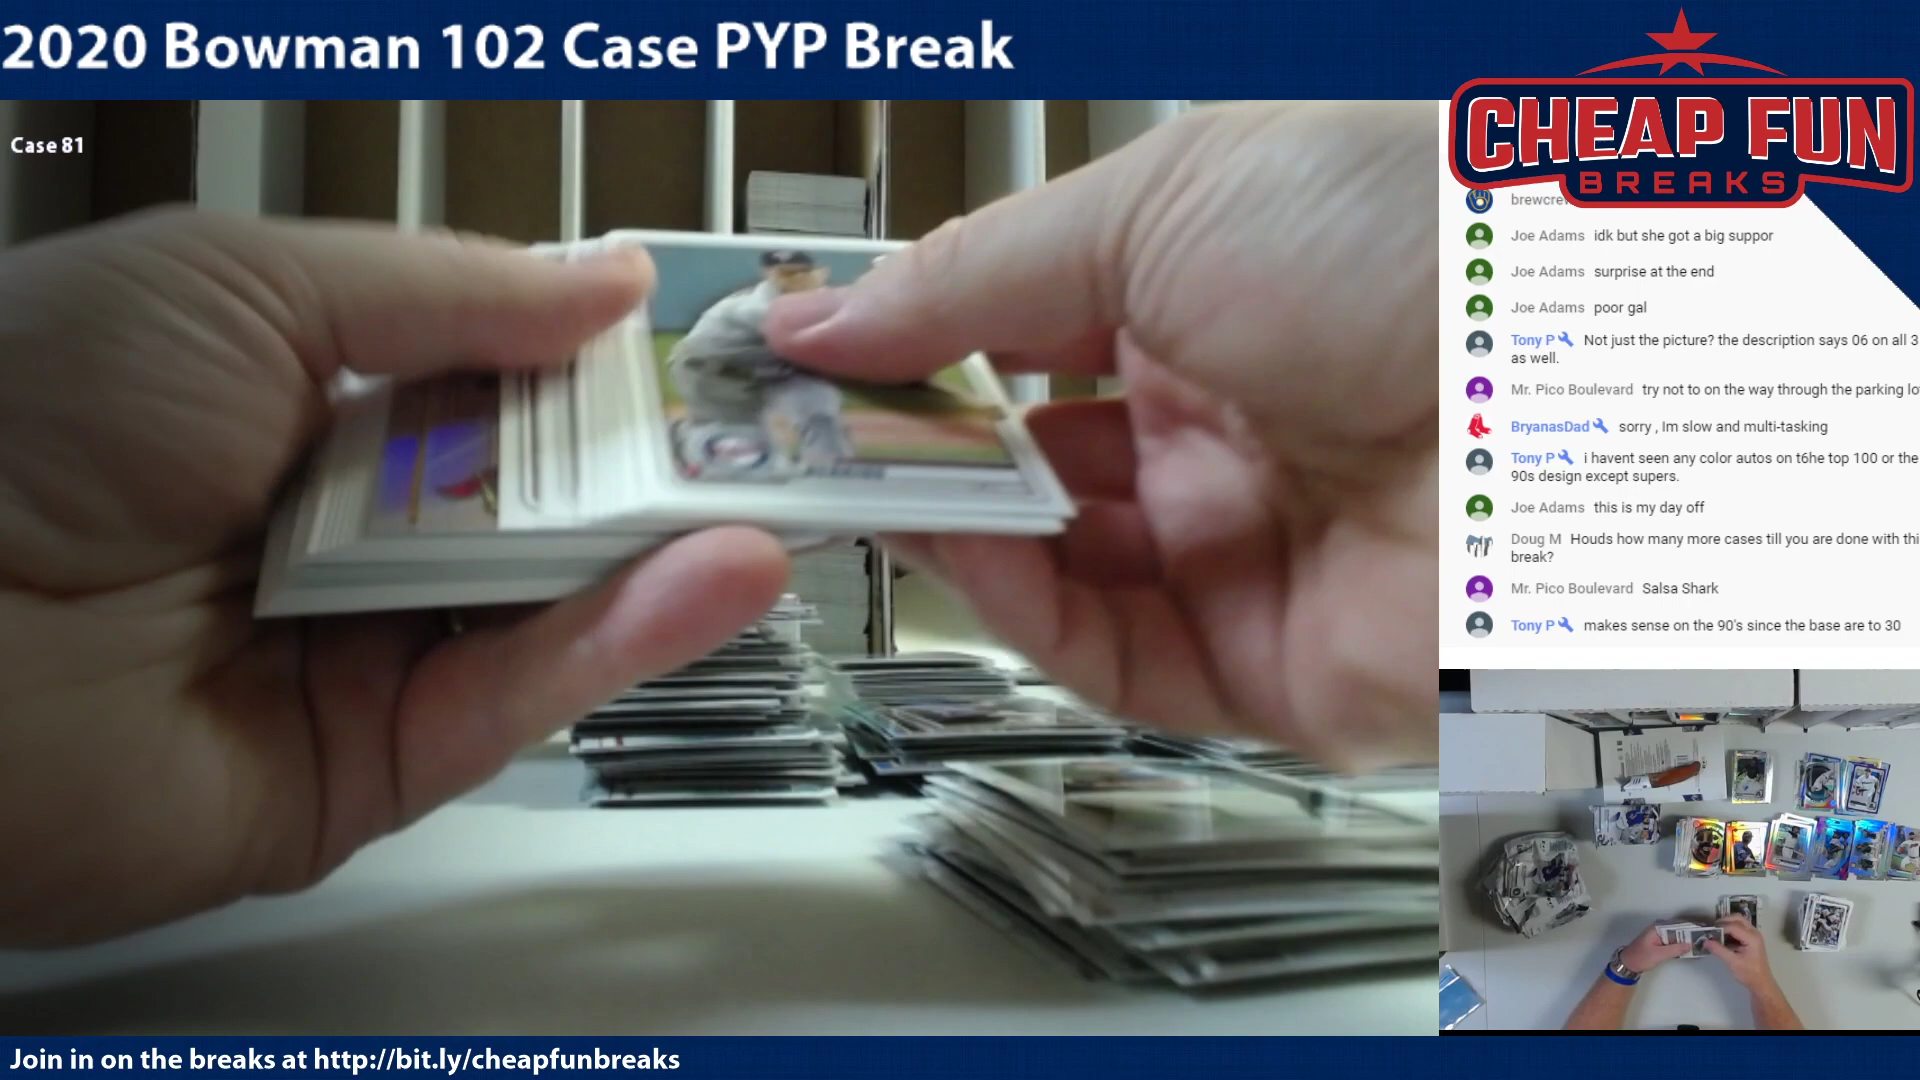 2020 Bowman 102 Case PYP Break
CHEAP FUN
BREAKS
Case 81
Joe Adams idk but she got a big suppor
Joe Adams surprise at the end
Joe Adams poor gal
Tony P Not just the picture? the description says 06 on all 3
as well.
Mr. Pico Boulevard try not to on the way through the parking lo
BryanasDad sorry , Im slow and multi-tasking
Tony P i havent seen any color autos on t6he top 100 or the
90s design except supers.
Joe Adams this is my day off
Doug M Houds how many more cases till you are done with thi
break?
Mr. Pico Boulevard Salsa Shark
Tony P makes sense on the 90's since the base are to 30
Join in on the breaks at http://bit.ly/cheapfunbreaks